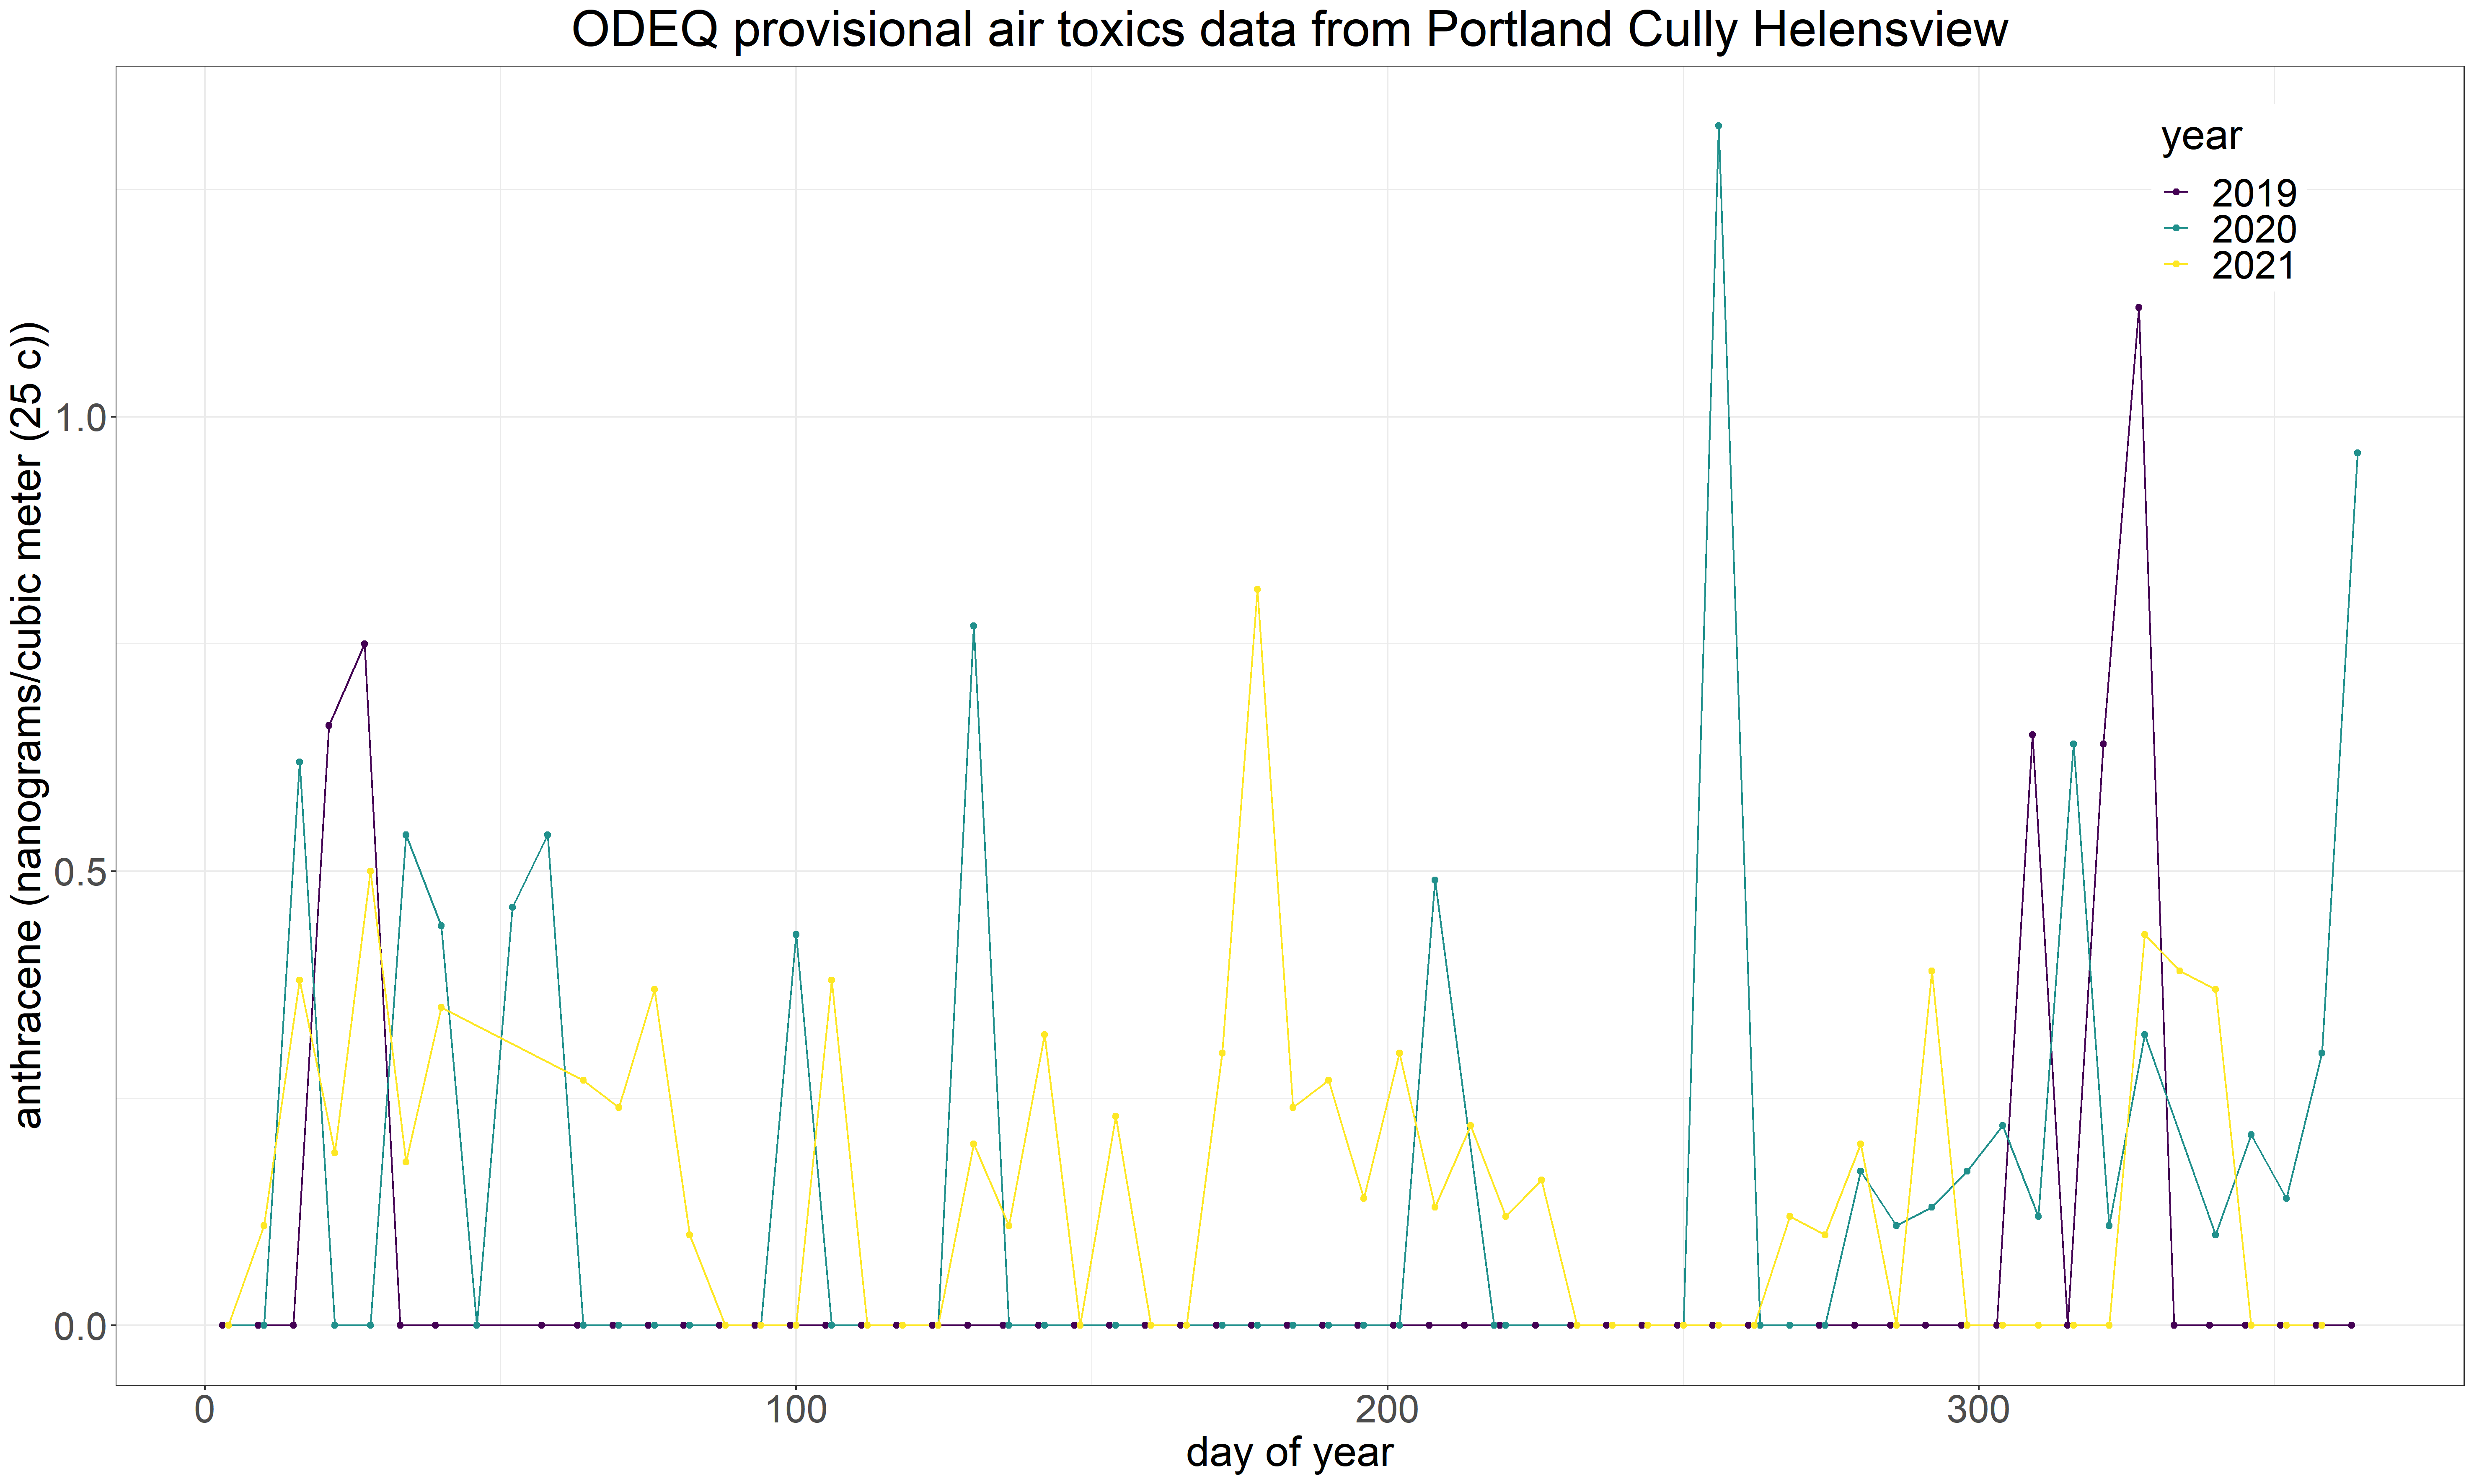 ODEQ provisional air toxics data from Portland Cully Helensview
year
2019
2020
2021
anthracene (nanograms/cubic meter (25 c))
1.0
0.5
0.0
0 100 200 300
day of year